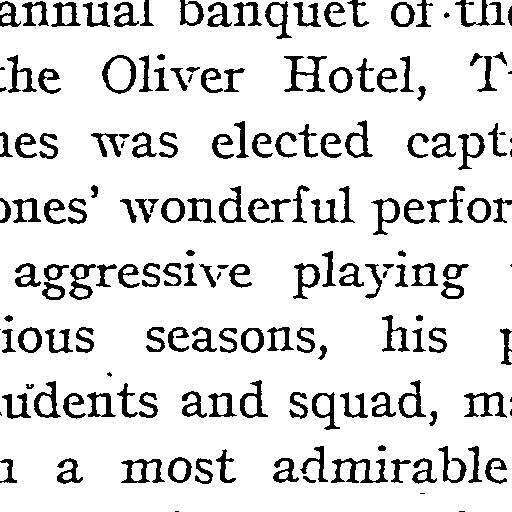 annual banquet of the
the Oliver Hotel, T
nes was elected capt
ones' wonderful perfor
aggressive playing
ious seasons, his p
udents and squad, ma
a most admirable